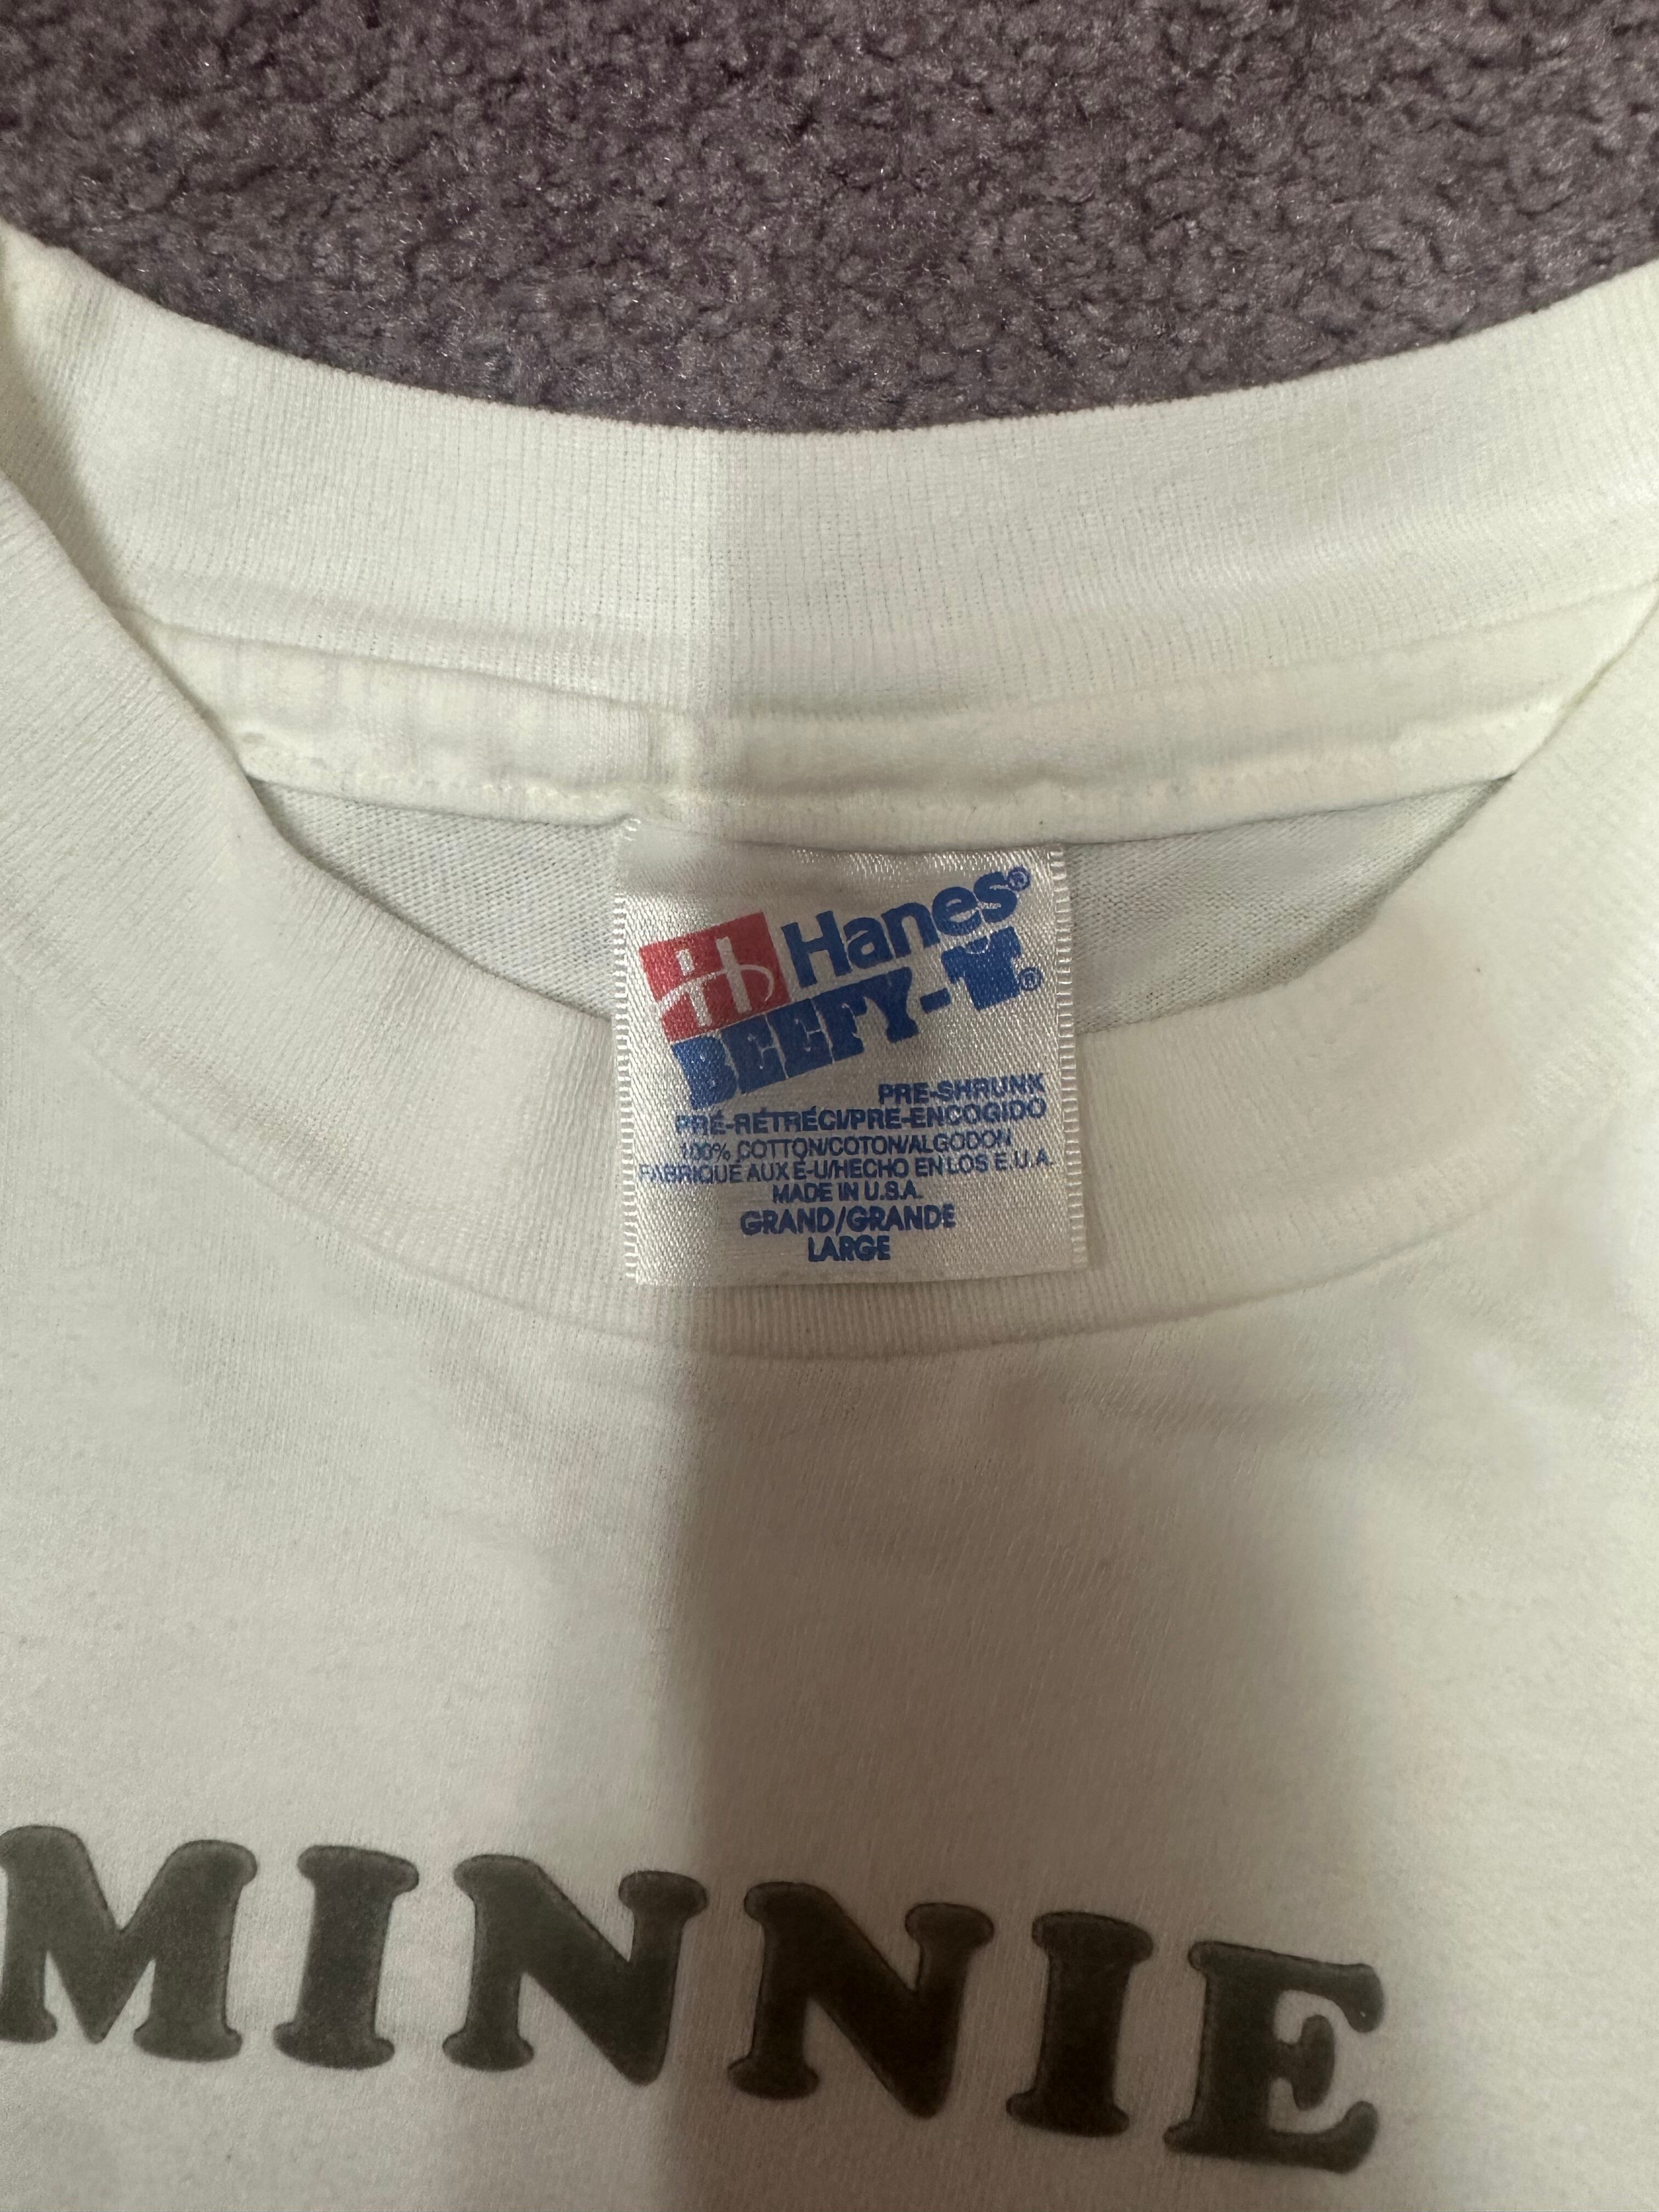 Hanes®
BEEFY-T®
PRE-SHRUNK
PRÉ-RÉTRÉCI/PRE-ENCOGIDO
100% COTTON/COTON/ALGODON
FABRIQUÉ AUX É-U/HECHO EN LOS E.U.A.
MADE IN U.S.A.
GRAND/GRANDE
LARGE
MINNIE